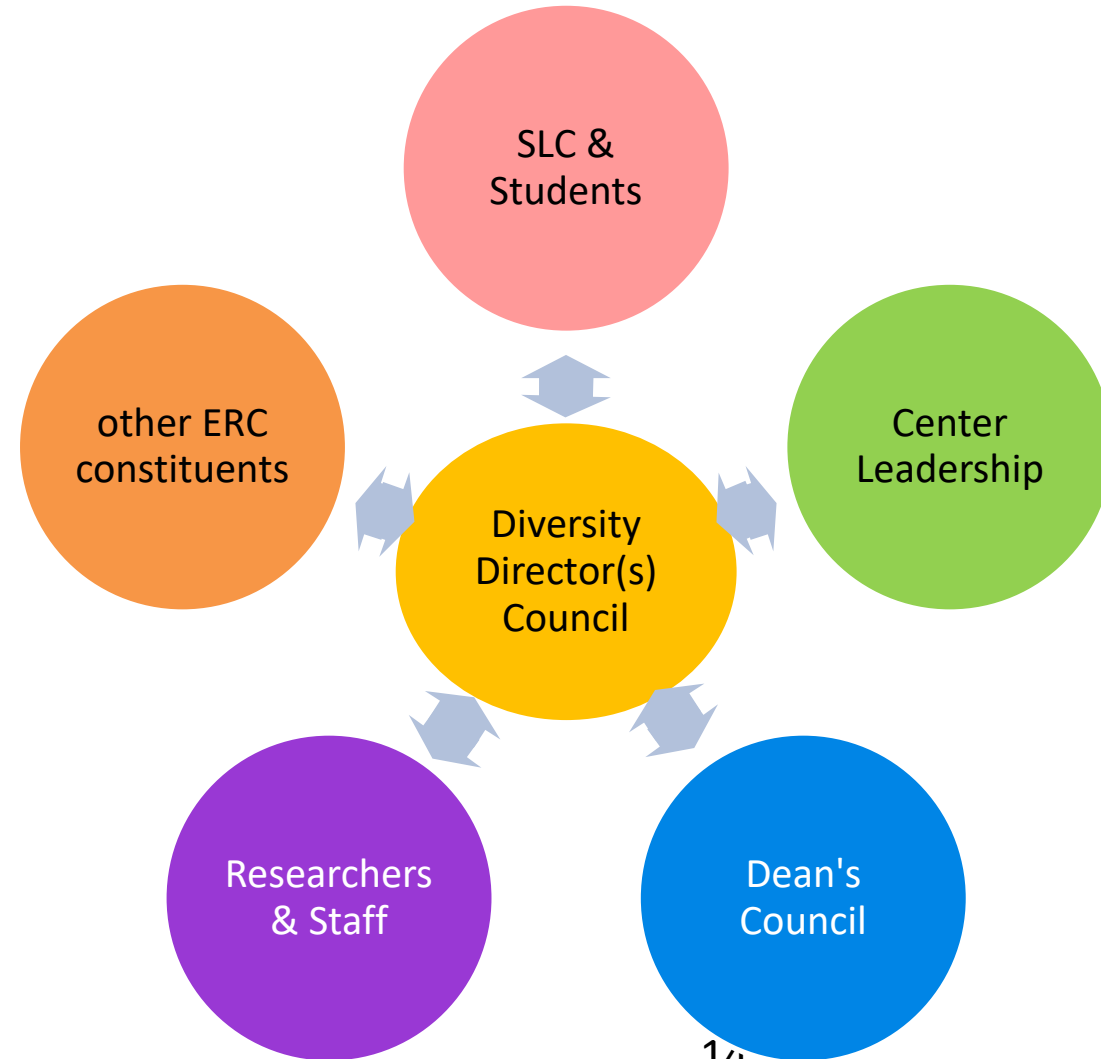 SLC &
Students
other ERC
constituents
Center
Leadership
Diversity
Director(s)
Council
Researchers
& Staff
Dean's
Council